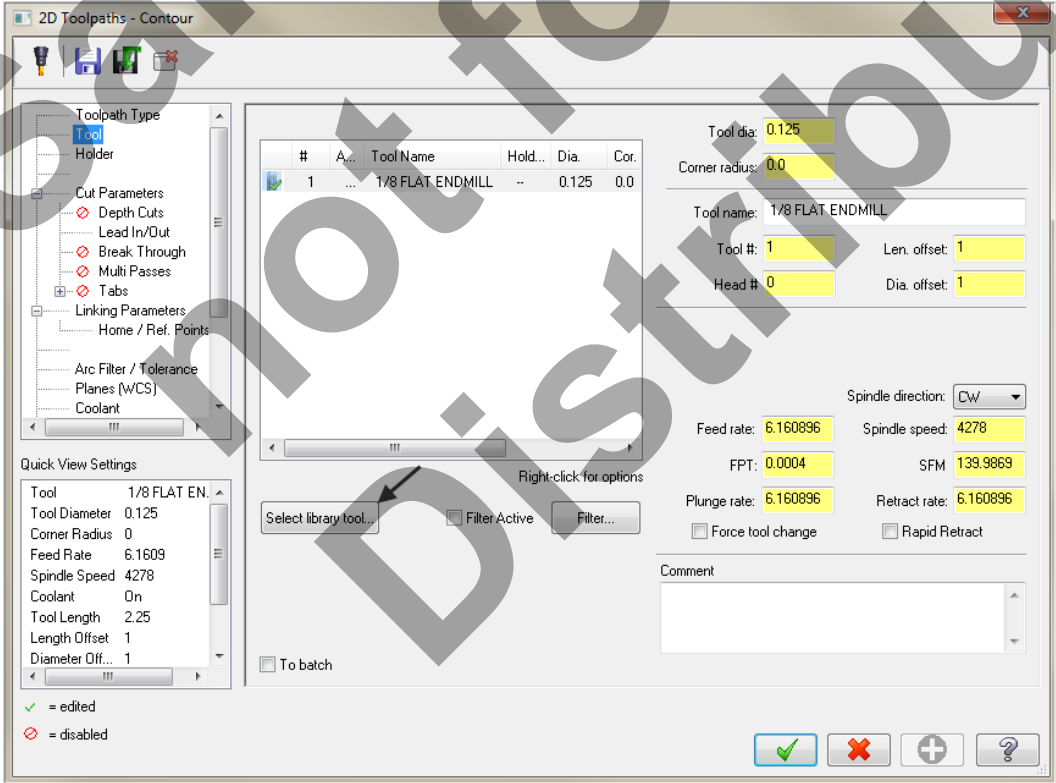 2D Toolpaths - Contour
Toolpath Type
Tool
Holder
Cut Parameters
Depth Cuts
Lead In/Out
Break Through
Multi Passes
Tabs
Linking Parameters
Home / Ref. Points
Arc Filter / Tolerance
Planes (WCS)
Coolant
Quick View Settings
Tool 1/8 FLAT EN.
Tool Diameter 0.125
Corner Radius 0
Feed Rate 6.1609
Spindle Speed 4278
Coolant On
Tool Length 2.25
Length Offset 1
Diameter Off... 1
= edited
= disabled
# A... Tool Name Hold... Dia. Cor.
1 ... 1/8 FLAT ENDMILL -- 0.125 0.0
Right-click for options
Select library tool...
Filter Active
Filter...
To batch
Tool dia: 0.125
Corner radius: 0.0
Tool name: 1/8 FLAT ENDMILL
Tool #: 1 Len. offset: 1
Head # 0 Dia. offset: 1
Spindle direction: CW
Feed rate: 6.160896 Spindle speed: 4278
FPT: 0.0004 SFM 139.9869
Plunge rate: 6.160896 Retract rate: 6.160896
Force tool change Rapid Retract
Comment
not for